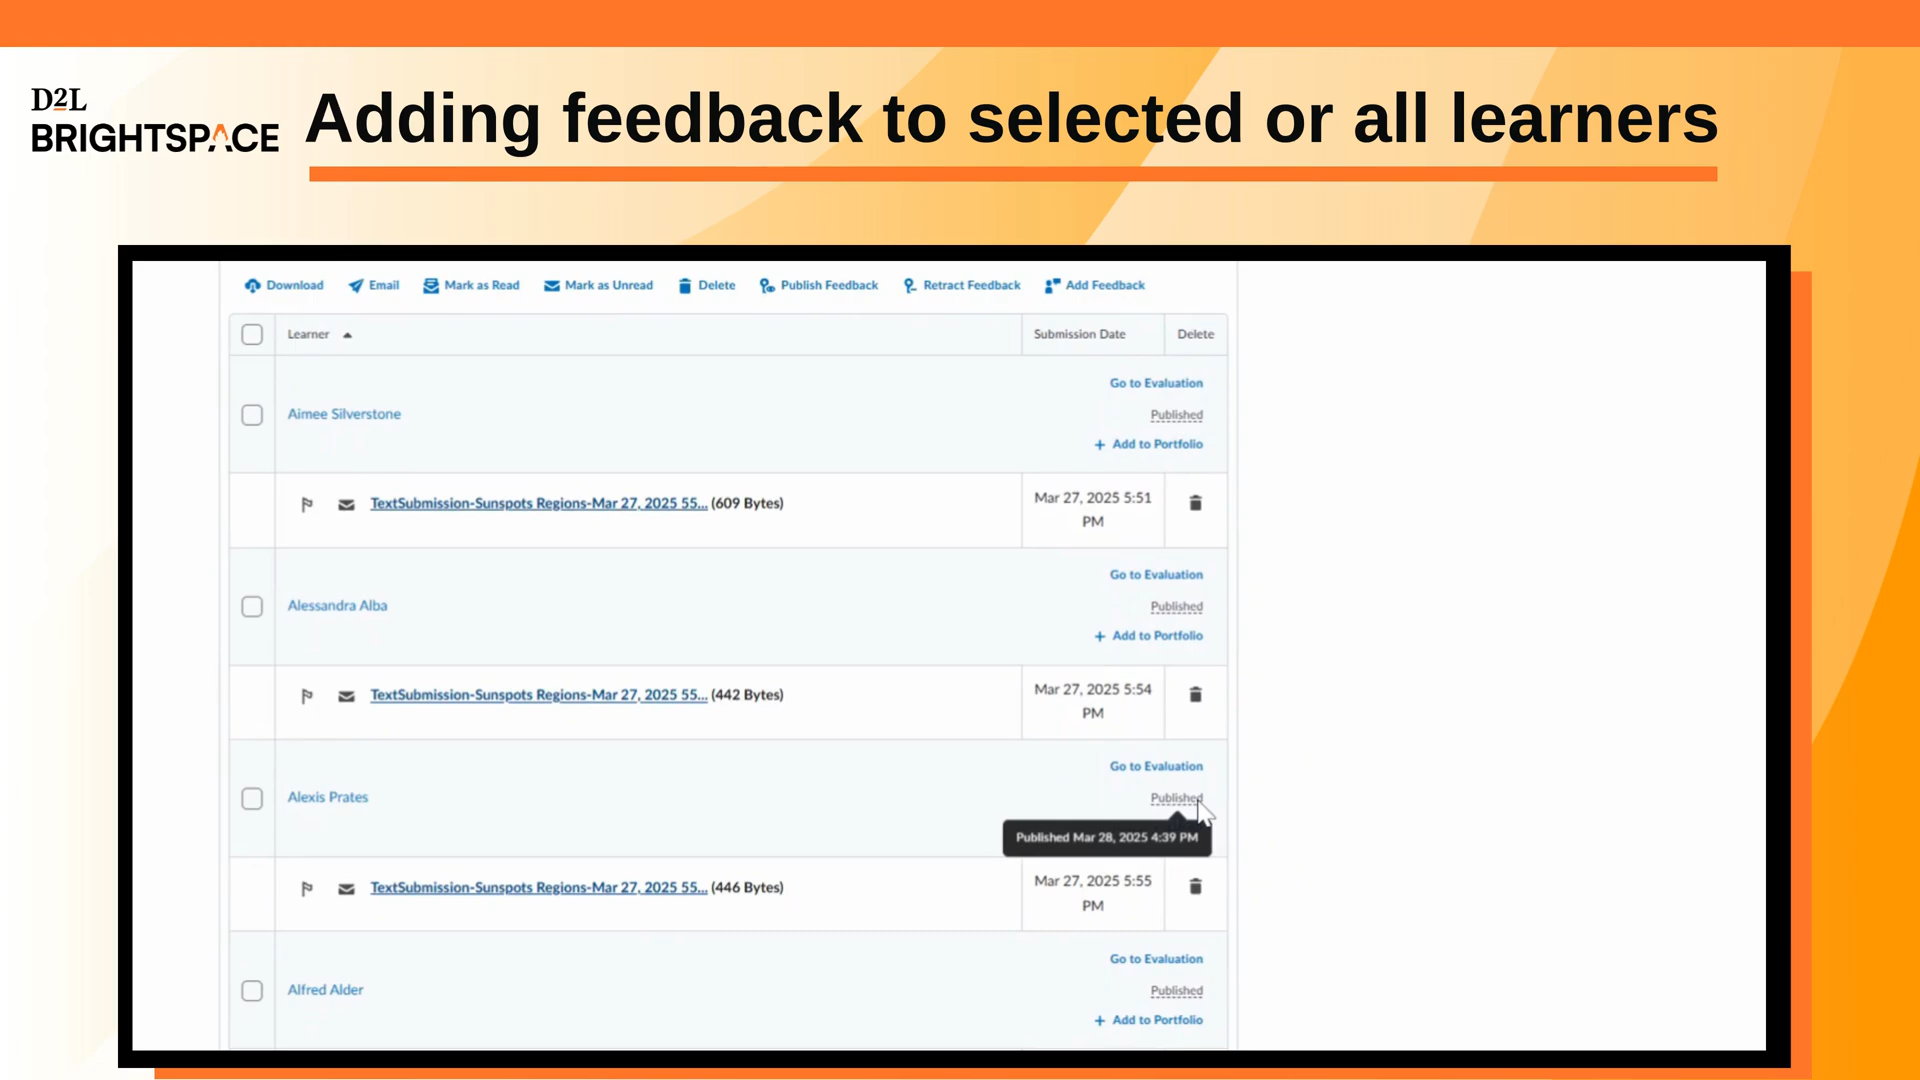 D2L
BRIGHTSPACE
Adding feedback to selected or all learners
Download Email Mark as Read Mark as Unread Delete Publish Feedback Retract Feedback Add Feedback
Learner Submission Date Delete
Go to Evaluation
Aimee Silverstone Published
+ Add to Portfolio
TextSubmission-Sunspots Regions-Mar 27, 2025 55... (609 Bytes) Mar 27, 2025 5:51
PM
Go to Evaluation
Alessandra Alba Published
+ Add to Portfolio
TextSubmission-Sunspots Regions-Mar 27, 2025 55... (442 Bytes) Mar 27, 2025 5:54
PM
Go to Evaluation
Alexis Prates Published
Published Mar 28, 2025 4:39 PM
TextSubmission-Sunspots Regions-Mar 27, 2025 55... (446 Bytes) Mar 27, 2025 5:55
PM
Go to Evaluation
Alfred Alder Published
+ Add to Portfolio